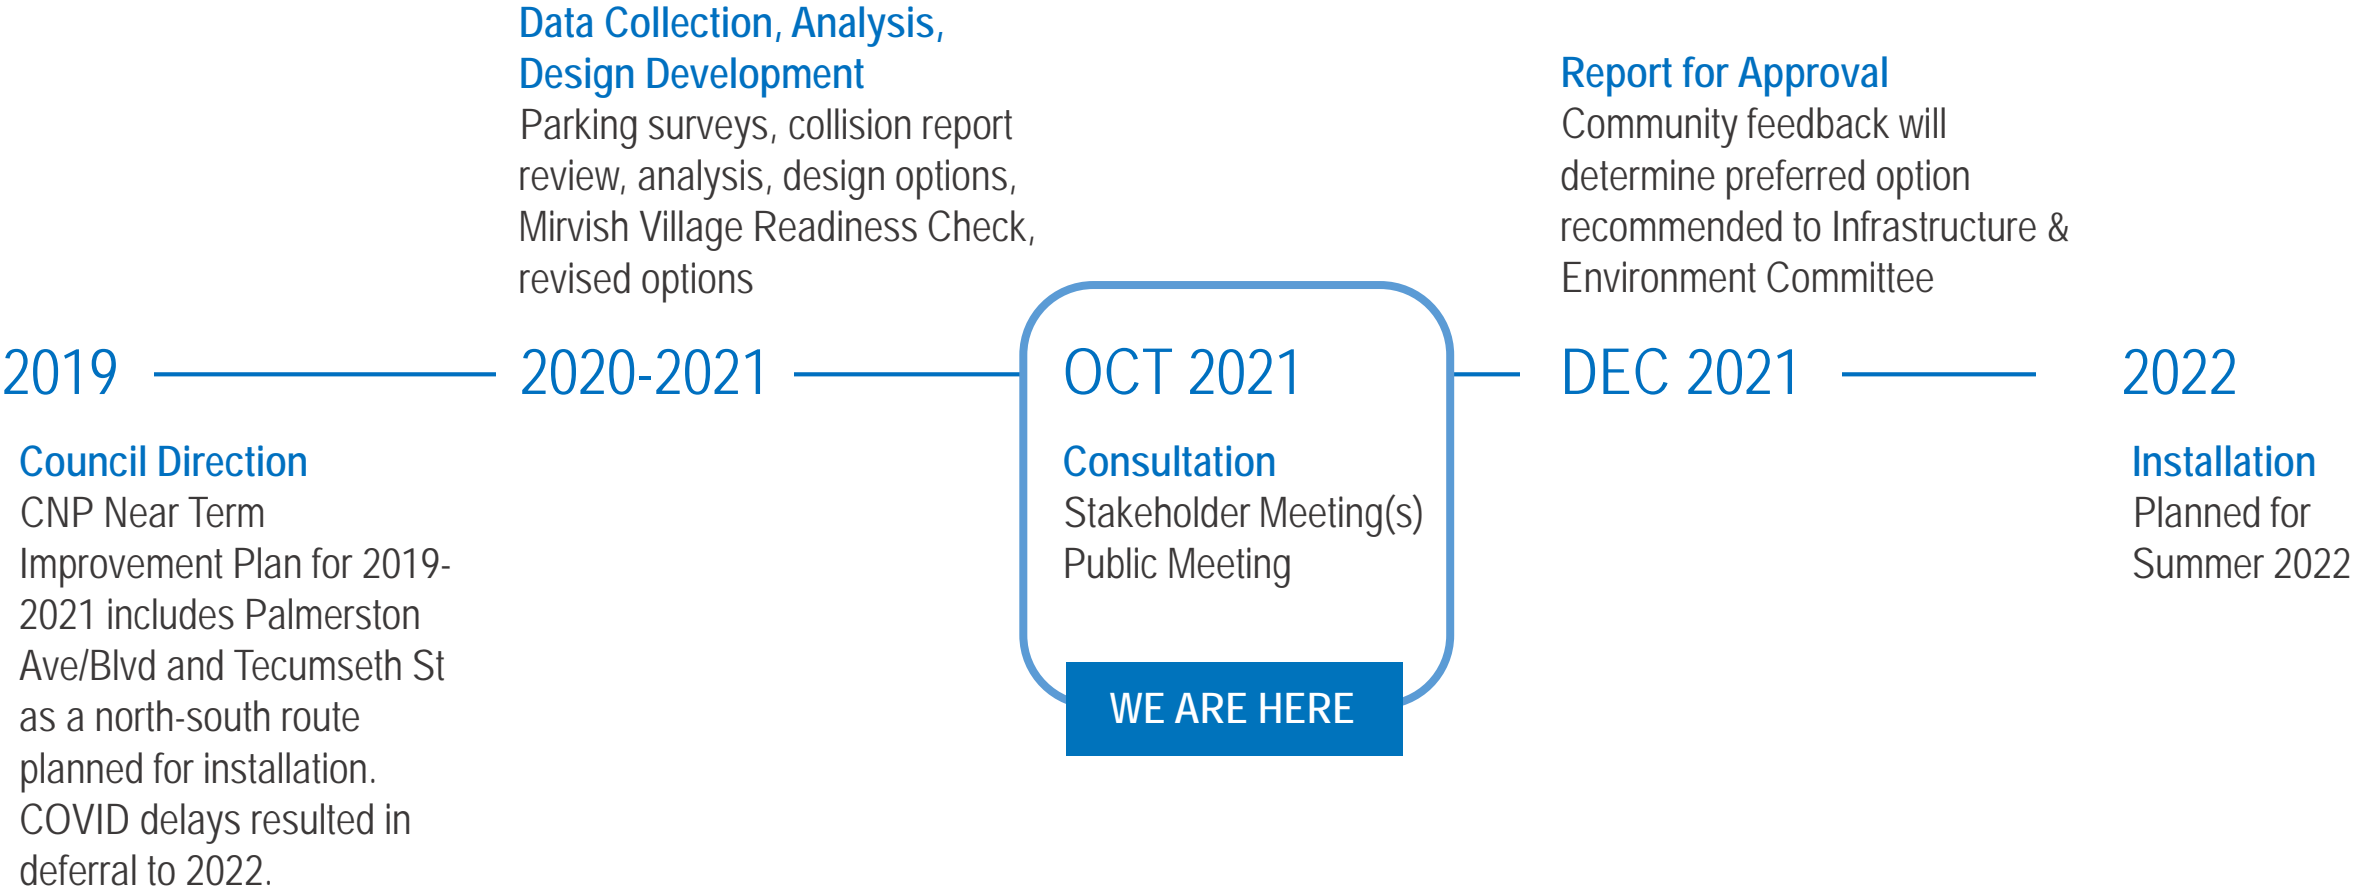 Data Collection, Analysis,
Design Development
Parking surveys, collision report
review, analysis, design options,
Mirvish Village Readiness Check,
revised options
Report for Approval
Community feedback will
determine preferred option
recommended to Infrastructure &
Environment Committee
2019
2020-2021
OCT 2021
DEC 2021
2022
Council Direction
CNP Near Term
Improvement Plan for 2019-
2021 includes Palmerston
Ave/Blvd and Tecumseth St
as a north-south route
planned for installation.
COVID delays resulted in
deferral to 2022.
Consultation
Stakeholder Meeting(s)
Public Meeting
WE ARE HERE
Installation
Planned for
Summer 2022